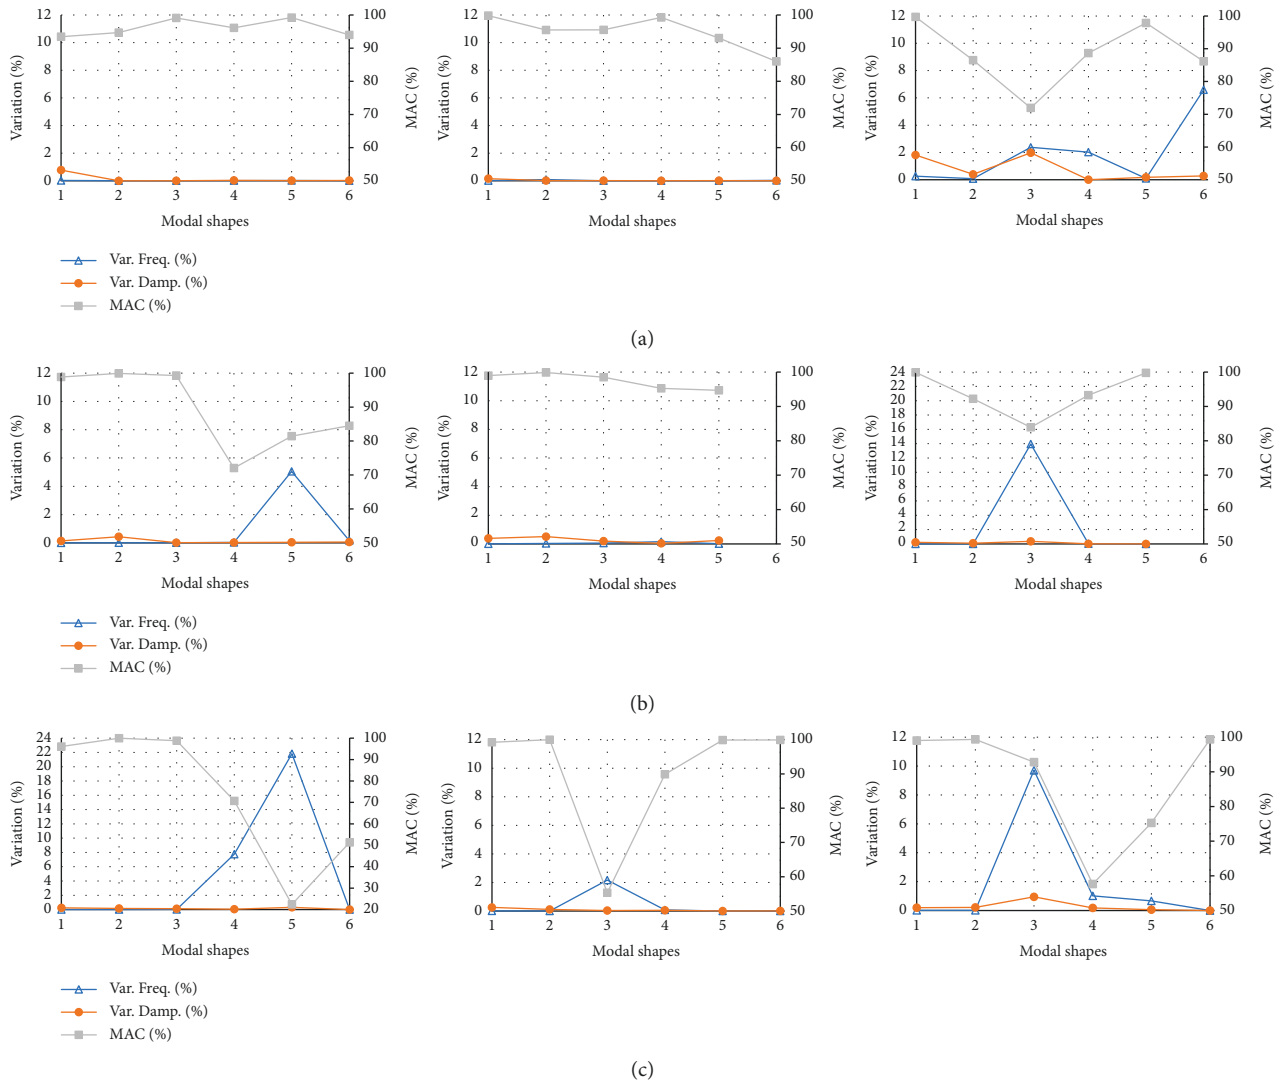 Variation (%)
12
10
8
6
4
2
0
1 2 3 4 5 6
100
90
80
70
60
50
MAC (%)
Modal shapes
Variation (%)
12
10
8
6
4
2
0
1 2 3 4 5 6
100
90
80
70
60
50
MAC (%)
Modal shapes
Variation (%)
12
10
8
6
4
2
0
1 2 3 4 5 6
100
90
80
70
60
50
MAC (%)
Modal shapes
Var. Freq. (%)
Var. Damp. (%)
MAC (%)
(a)
Variation (%)
12
10
8
6
4
2
0
1 2 3 4 5 6
100
90
80
70
60
50
MAC (%)
Modal shapes
Variation (%)
12
10
8
6
4
2
0
1 2 3 4 5 6
100
90
80
70
60
50
MAC (%)
Modal shapes
Variation (%)
24
22
20
18
16
14
12
10
8
6
4
2
0
1 2 3 4 5 6
100
90
80
70
60
50
MAC (%)
Modal shapes
Var. Freq. (%)
Var. Damp. (%)
MAC (%)
(b)
Variation (%)
24
22
20
18
16
14
12
10
8
6
4
2
0
1 2 3 4 5 6
100
90
80
70
60
50
40
30
20
MAC (%)
Modal shapes
Variation (%)
12
10
8
6
4
2
0
1 2 3 4 5 6
100
90
80
70
60
50
MAC (%)
Modal shapes
Variation (%)
12
10
8
6
4
2
0
1 2 3 4 5 6
100
90
80
70
60
50
MAC (%)
Modal shapes
Var. Freq. (%)
Var. Damp. (%)
MAC (%)
(c)